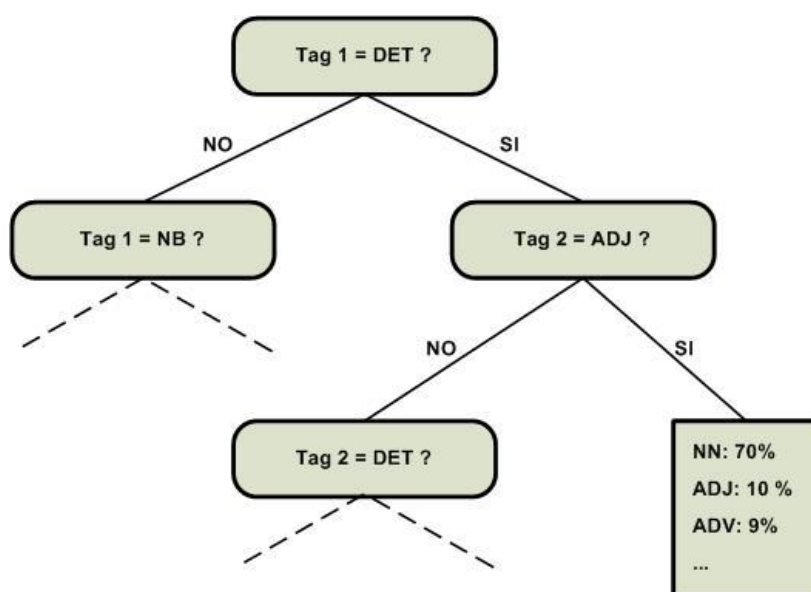 Tag 1 = DET ?
NO
SI
Tag 1 = NB ?
Tag 2 = ADJ ?
NO
SI
Tag 2 = DET ?
NN: 70%
ADJ: 10 %
ADV: 9%
...